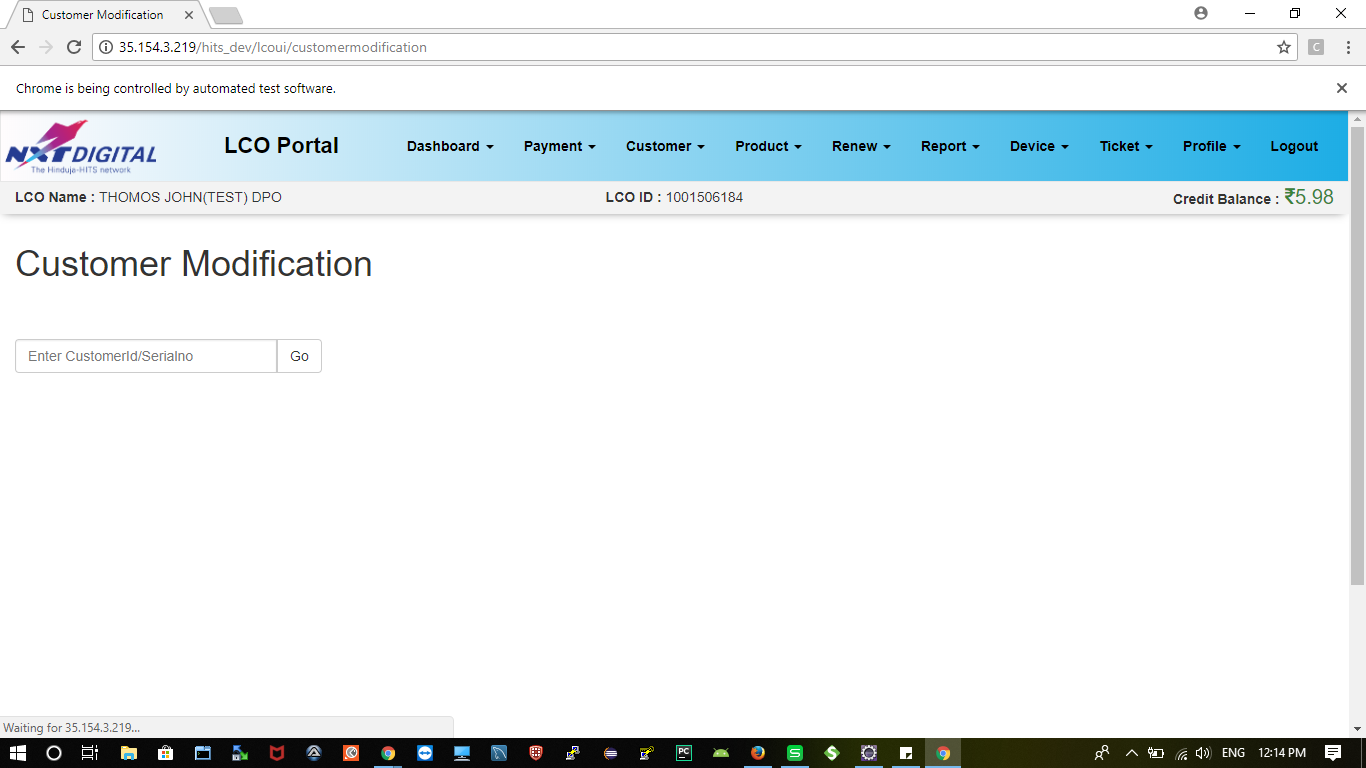 Customer Modification
35.154.3.219/hits_dev/lcoui/customermodification
C
Chrome is being controlled by automated test software.
NXTDIGITAL
The Hinduja-HITS network
LCO Portal
Dashboard
Payment
Customer
Product
Renew
Report
Device
Ticket
Profile
Logout
LCO Name : THOMOS JOHN(TEST) DPO
LCO ID : 1001506184
Credit Balance : ₹5.98
Customer Modification
Enter CustomerId/Serialno
Go
Waiting for 35.154.3.219...
PC
S
S
ENG
12:14 PM